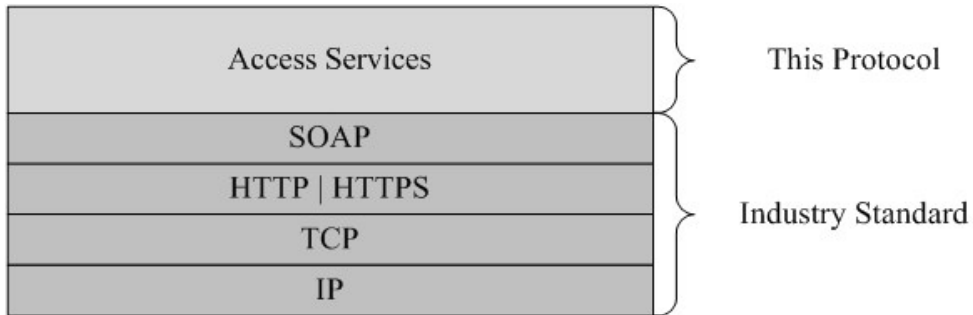 Access Services
This Protocol
SOAP
HTTP | HTTPS
Industry Standard
TCP
IP